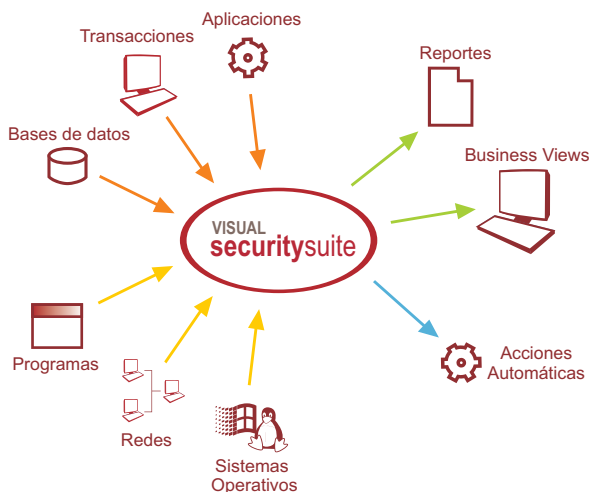 Aplicaciones
Transacciones
Reportes
Bases de datos
Business Views
VISUAL
securitysuite
Programas
Redes
Acciones
Automáticas
Sistemas
Operativos